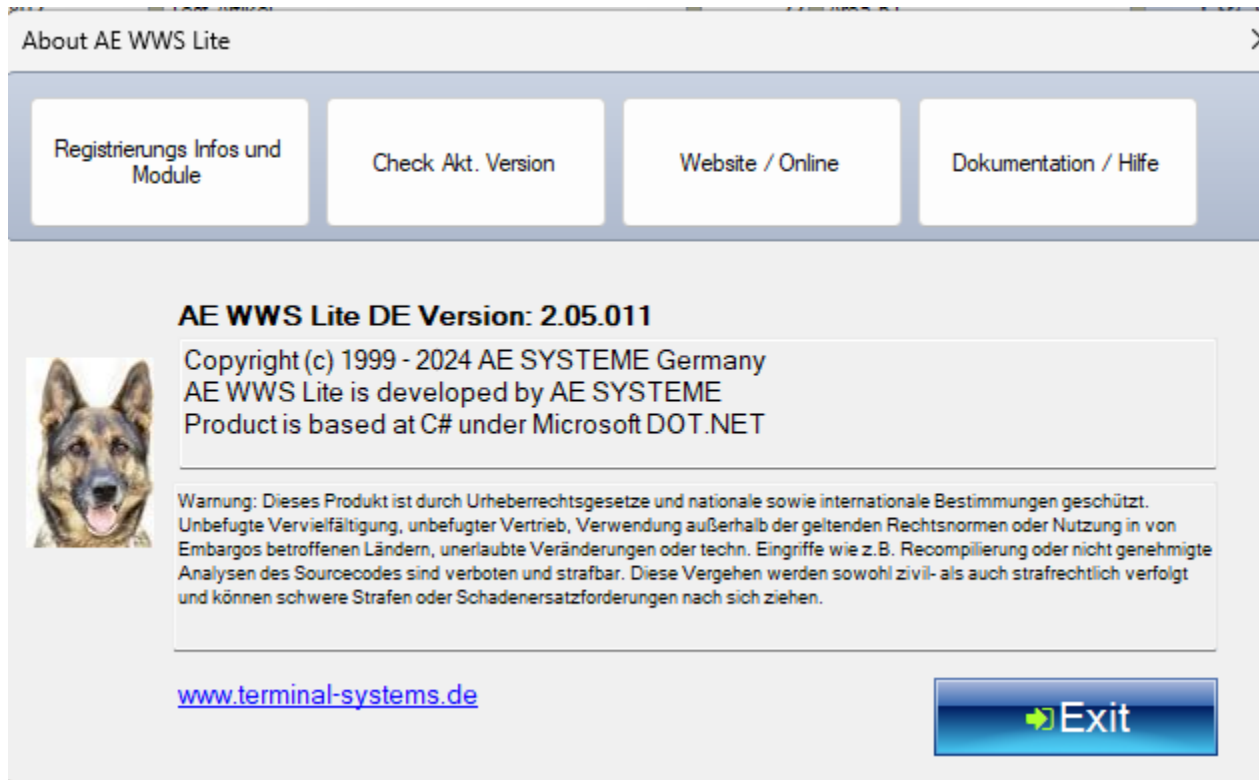 About AE WWS Lite
Registrierungs Infos und
Module
Check Akt. Version
Website / Online
Dokumentation / Hilfe
AE WWS Lite DE Version: 2.05.011
Copyright (c) 1999 - 2024 AE SYSTEME Germany
AE WWS Lite is developed by AE SYSTEME
Product is based at C# under Microsoft DOT.NET
Warnung: Dieses Produkt ist durch Urheberrechtsgesetze und nationale sowie internationale Bestimmungen geschützt.
Unbefugte Vervielfältigung, unbefugter Vertrieb, Verwendung außerhalb der geltenden Rechtsnormen oder Nutzung in von
Embargos betroffenen Ländern, unerlaubte Veränderungen oder techn. Eingriffe wie z.B. Recompilierung oder nicht genehmigte
Analysen des Sourcecodes sind verboten und strafbar. Diese Vergehen werden sowohl zivil- als auch strafrechtlich verfolgt
und können schwere Strafen oder Schadenersatzforderungen nach sich ziehen.
www.terminal-systems.de
Exit